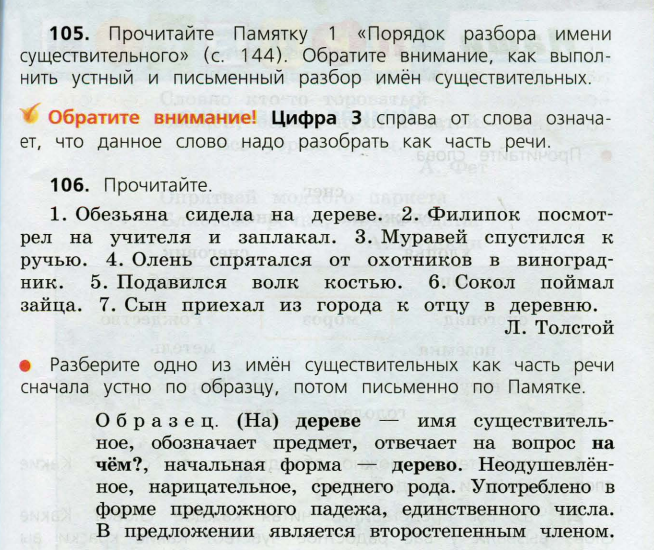 105. Прочитайте Памятку 1 «Порядок разбора имени
существительного» (с. 144). Обратите внимание, как выпол-
нить устный и письменный разбор имён существительных.
Обратите внимание! Цифра 3 справа от слова означа-
ет, что данное слово надо разобрать как часть речи.
106. Прочитайте.
1. Обезьяна сидела на дереве. 2. Филипок посмот-
рел на учителя и заплакал. 3. Муравей спустился к
ручью. 4. Олень спрятался от охотников в виноград-
ник. 5. Подавился волк костью. 6. Сокол поймал
зайца. 7. Сын приехал из города к отцу в деревню.
Л. Толстой
• Разберите одно из имён существительных как часть речи
сначала устно по образцу, потом письменно по Памятке.
Образец. (На) дереве — имя существитель-
ное, обозначает предмет, отвечает на вопрос на
чём?, начальная форма — дерево. Неодушевлён-
ное, нарицательное, среднего рода. Употреблено в
форме предложного падежа, единственного числа.
В предложении является второстепенным членом.